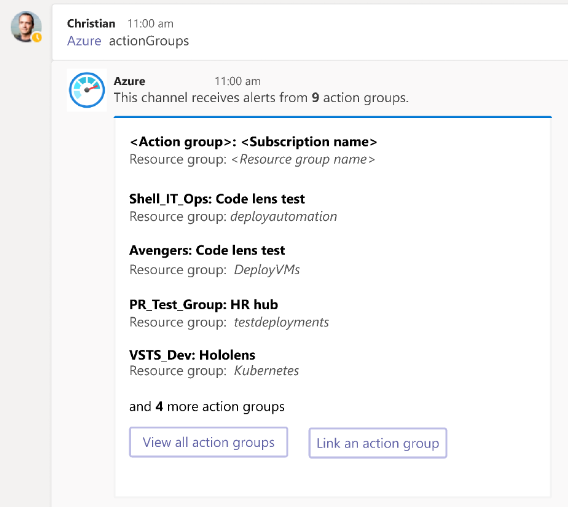 Christian 11:00 am
Azure actionGroups
Azure 11:00 am
This channel receives alerts from 9 action groups.
<Action group>: <Subscription name>
Resource group: <Resource group name>
Shell_IT_Ops: Code lens test
Resource group: deployautomation
Avengers: Code lens test
Resource group: DeployVMs
PR_Test_Group: HR hub
Resource group: testdeployments
VSTS_Dev: Hololens
Resource group: Kubernetes
and 4 more action groups
View all action groups Link an action group